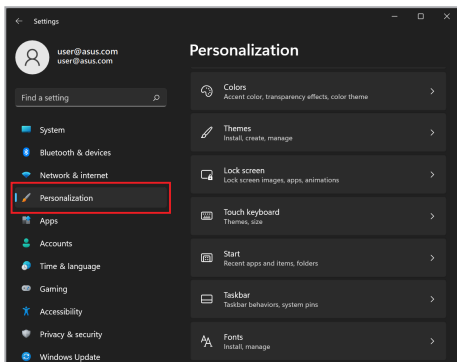 Settings
user@asus.com
user@asus.com
Find a setting
System
Bluetooth & devices
Network & internet
Personalization
Apps
Accounts
Time & language
Gaming
Accessibility
Privacy & security
Windows Update
Personalization
Colors
Accent color, transparency effects, color theme
Themes
Install, create, manage
Lock screen
Lock screen images, apps, animations
Touch keyboard
Themes, size
Start
Recent apps and items, folders
Taskbar
Taskbar behaviors, system pins
Fonts
Install, manage